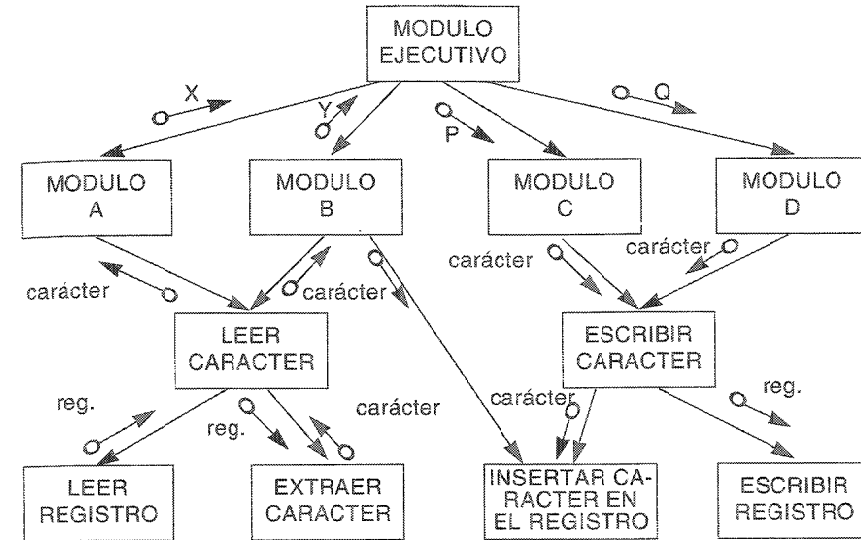 MODULO
EJECUTIVO
X
Y
P
Q
MODULO
A
MODULO
B
MODULO
C
MODULO
D
carácter
carácter
carácter
carácter
LEER
CARACTER
ESCRIBIR
CARACTER
reg.
reg.
carácter
carácter
reg.
LEER
REGISTRO
EXTRAER
CARACTER
INSERTAR CA-
RACTER EN
EL REGISTRO
ESCRIBIR
REGISTRO